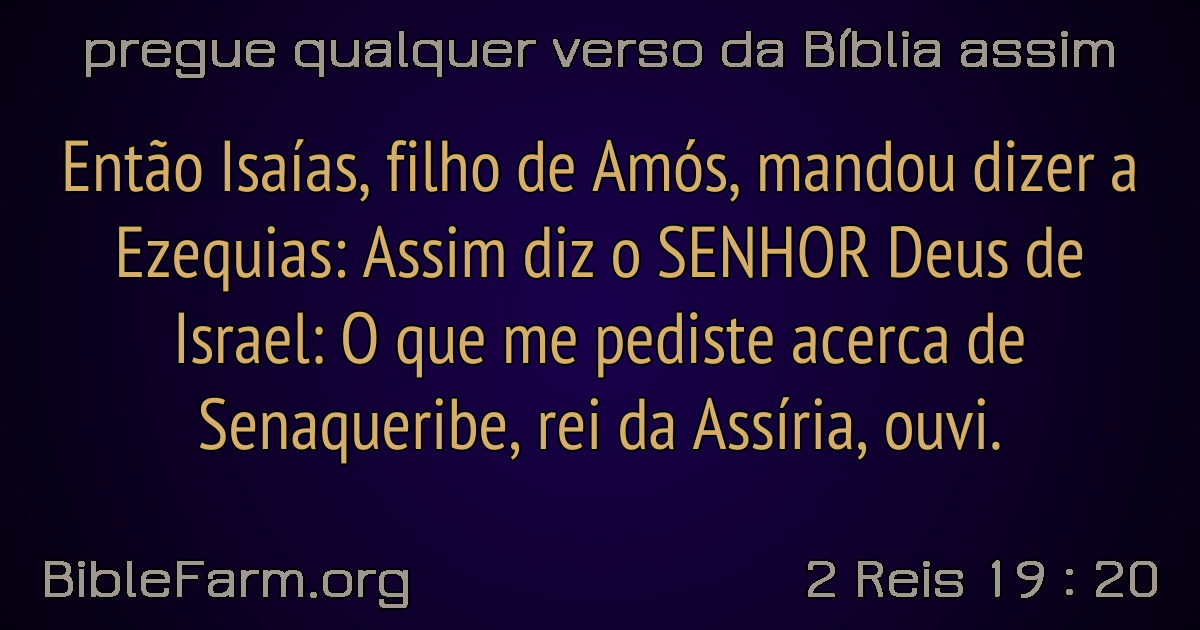 pregue qualquer verso da Bíblia assim
Então Isaías, filho de Amós, mandou dizer a
Ezequias: Assim diz o SENHOR Deus de
Israel: O que me pediste acerca de
Senaqueribe, rei da Assíria, ouvi.
BibleFarm.org
2 Reis 19 : 20